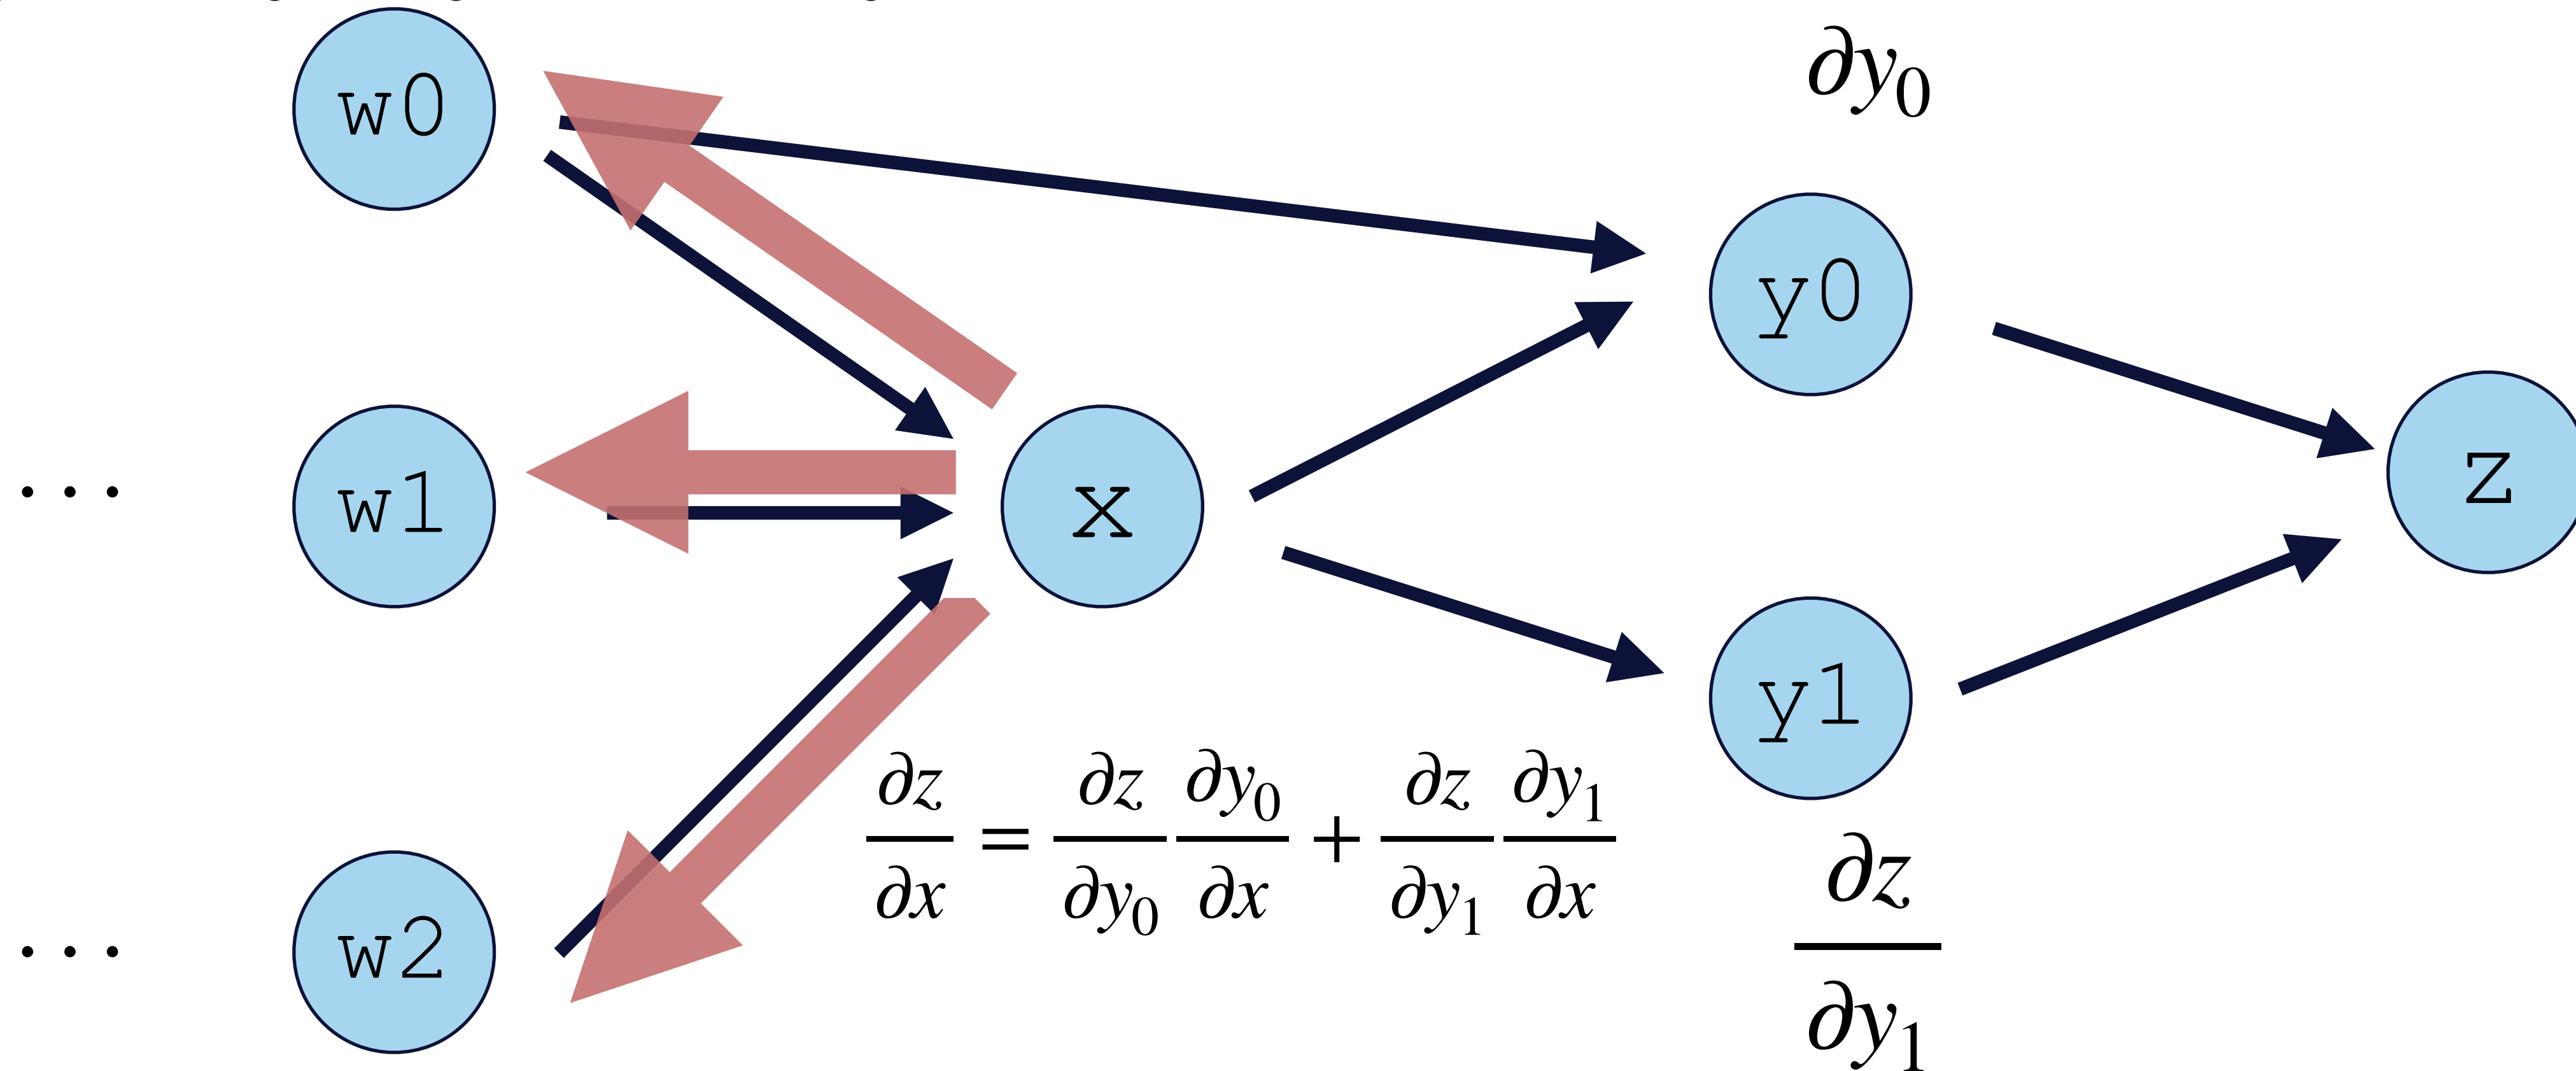 ∂y₀
w0
y0
z
... w1
x
y1
∂z/∂x = ∂z/∂y₀ ∂y₀/∂x + ∂z/∂y₁ ∂y₁/∂x
∂z/∂y₁
... w2